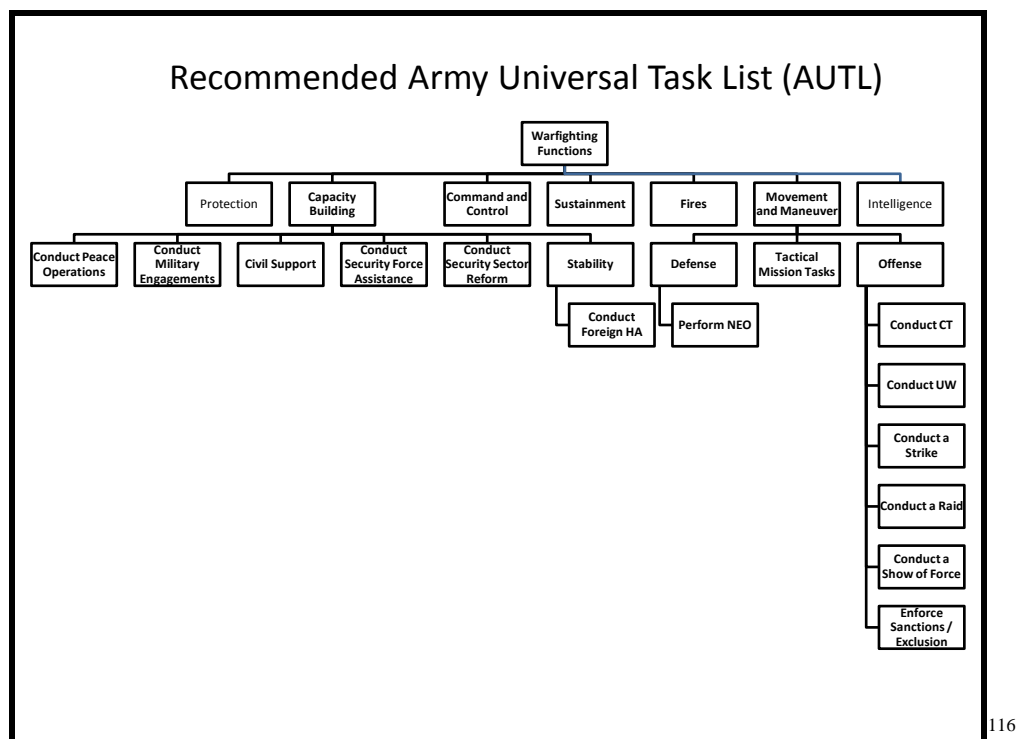 Recommended Army Universal Task List (AUTL)
Warfighting
Functions
Protection
Capacity
Building
Command and
Control
Sustainment
Fires
Movement
and Maneuver
Intelligence
Conduct Peace
Operations
Conduct
Military
Engagements
Civil Support
Conduct
Security Force
Assistance
Conduct
Security Sector
Reform
Stability
Defense
Tactical
Mission Tasks
Offense
Conduct
Foreign HA
Perform NEO
Conduct CT
Conduct UW
Conduct a
Strike
Conduct a Raid
Conduct a
Show of Force
Enforce
Sanctions /
Exclusion
116